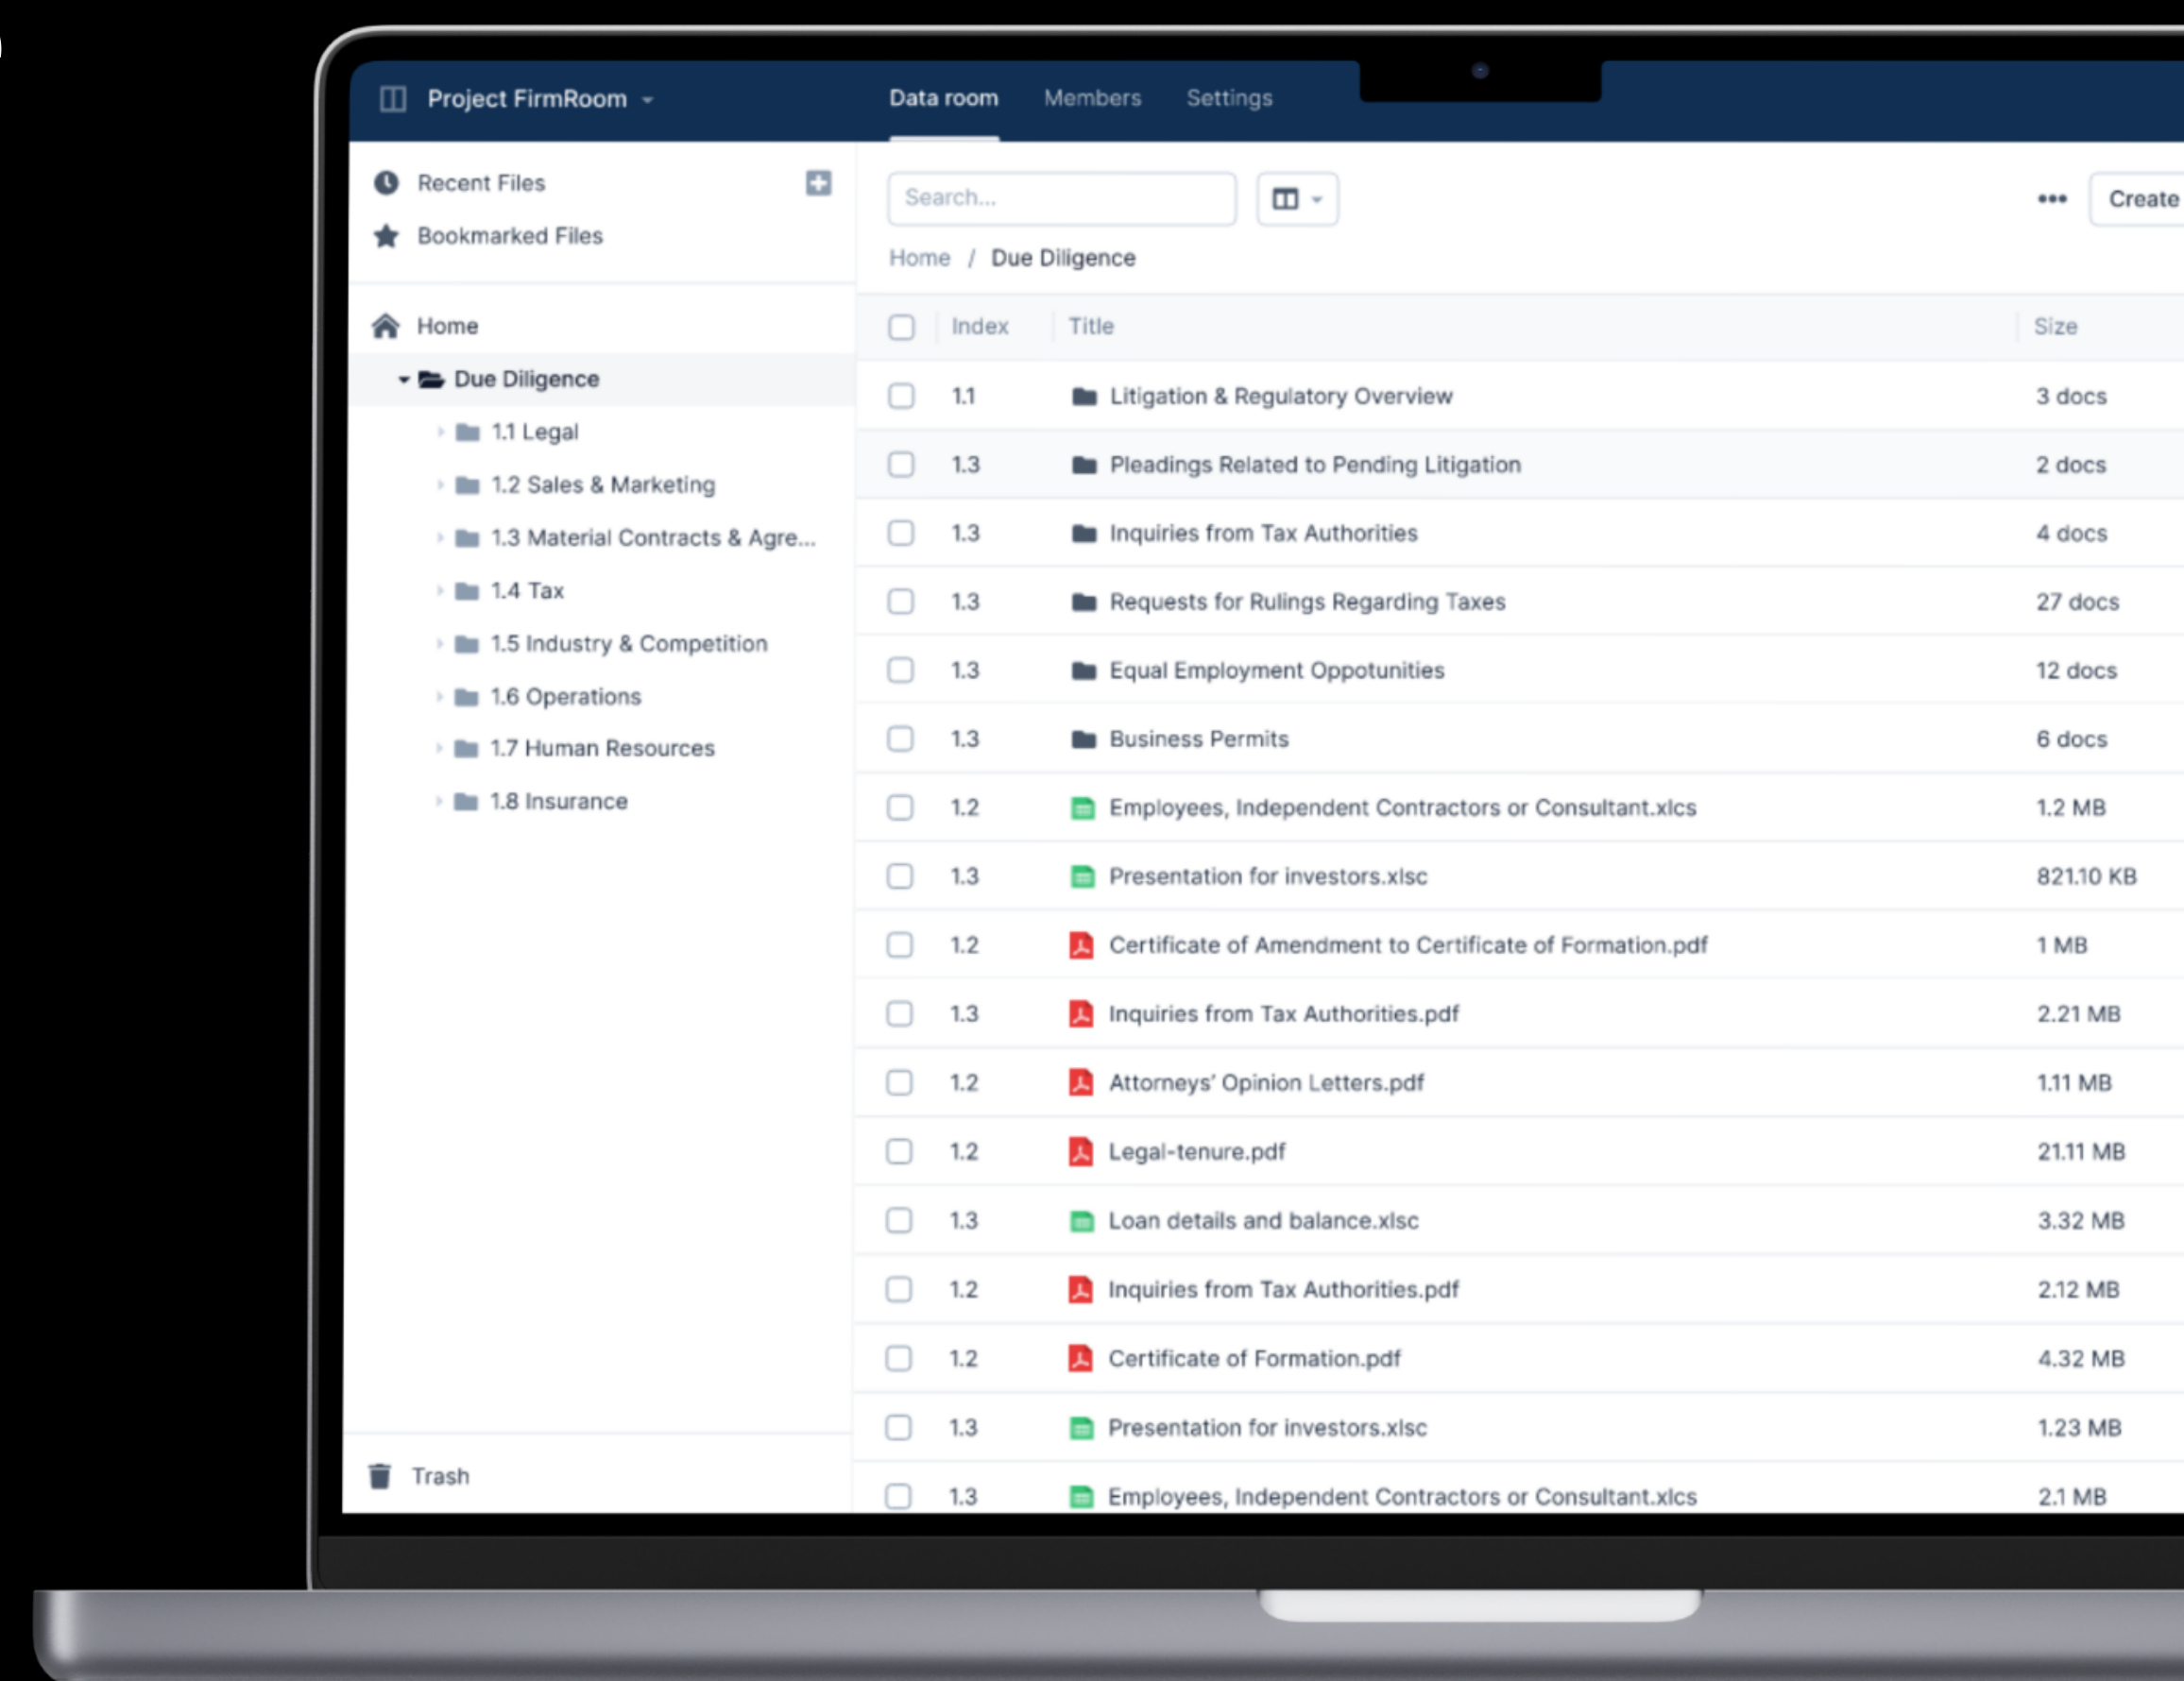 Project FirmRoom
Data room Members Settings
Recent Files
Bookmarked Files
Home
Due Diligence
1.1 Legal
1.2 Sales & Marketing
1.3 Material Contracts & Agre...
1.4 Tax
1.5 Industry & Competition
1.6 Operations
1.7 Human Resources
1.8 Insurance
Trash
Search...
Create
Home / Due Diligence
Index Title Size
1.1 Litigation & Regulatory Overview 3 docs
1.3 Pleadings Related to Pending Litigation 2 docs
1.3 Inquiries from Tax Authorities 4 docs
1.3 Requests for Rulings Regarding Taxes 27 docs
1.3 Equal Employment Oppotunities 12 docs
1.3 Business Permits 6 docs
1.2 Employees, Independent Contractors or Consultant.xlcs 1.2 MB
1.3 Presentation for investors.xlsc 821.10 KB
1.2 Certificate of Amendment to Certificate of Formation.pdf 1 MB
1.3 Inquiries from Tax Authorities.pdf 2.21 MB
1.2 Attorneys’ Opinion Letters.pdf 1.11 MB
1.2 Legal-tenure.pdf 21.11 MB
1.3 Loan details and balance.xlsc 3.32 MB
1.2 Inquiries from Tax Authorities.pdf 2.12 MB
1.2 Certificate of Formation.pdf 4.32 MB
1.3 Presentation for investors.xlsc 1.23 MB
1.3 Employees, Independent Contractors or Consultant.xlcs 2.1 MB